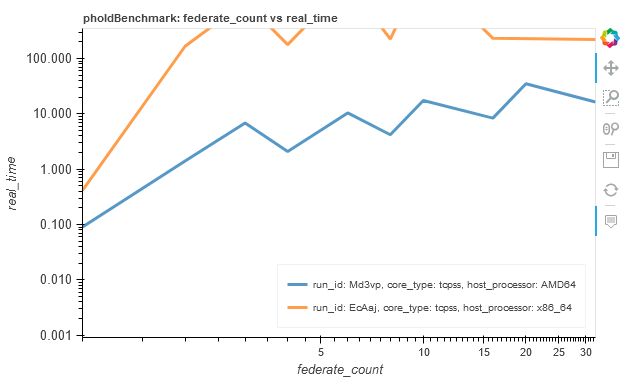 pholdBenchmark: federate_count vs real_time
100.000
10.000
1.000
0.100
0.010
0.001
real_time
run_id: Md3vp, core_type: tcpss, host_processor: AMD64
run_id: EcAaj, core_type: tcpss, host_processor: x86_64
5
10
15
20
25
30
federate_count